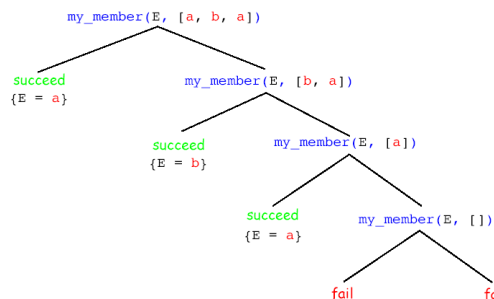 my_member(E, [a, b, a])
succeed
{E = a}
my_member(E, [b, a])
succeed
{E = b}
my_member(E, [a])
succeed
{E = a}
my_member(E, [])
fail